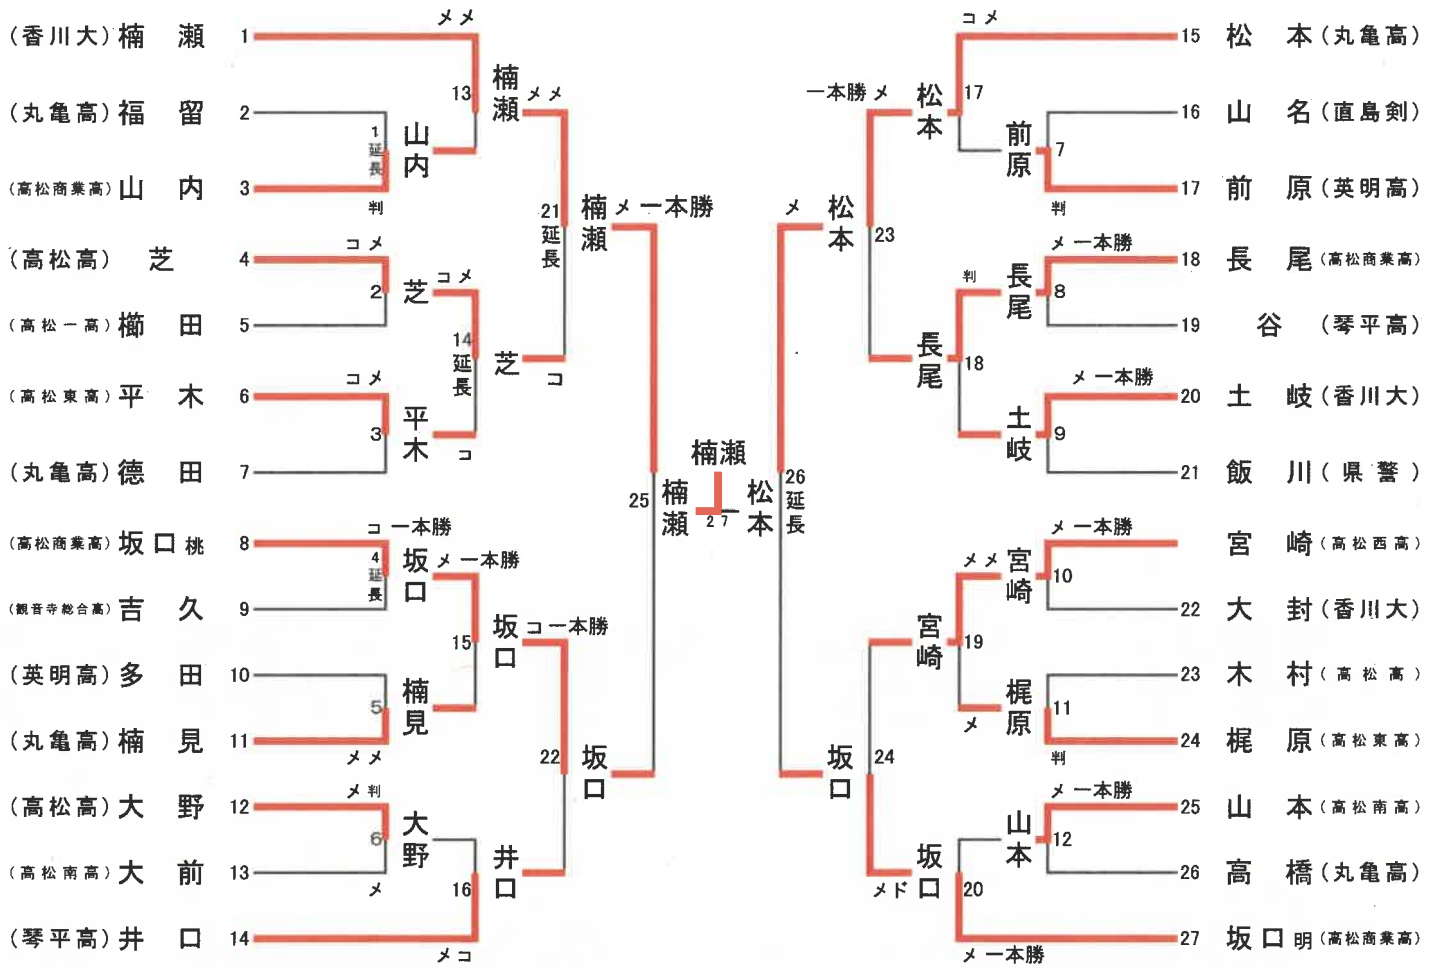 (香川大) 楠 瀬 1
(丸亀高) 福 留 2
(高松商業高) 山 内 3
(高松高) 芝 4
(高松一高) 櫛 田 5
(高松東高) 平 木 6
(丸亀高) 德 田 7
(高松商業高) 坂口桃 8
(観音寺総合高) 吉 久 9
(英明高) 多 田 10
(丸亀高) 楠 見 11
(高松高) 大 野 12
(高松南高) 大 前 13
(琴平高) 井 口 14
1 延長
判
山内
コメ
2
芝
コメ
3
平木
コ 一本勝
4 延長
坂口
5
メメ
楠見
メ判
6
メ
大野
メメ
13
楠瀬
コメ
14 延長
コ
芝
メ 一本勝
15
坂口
16
メコ
井口
メメ
21 延長
コ
楠瀬
コ 一本勝
22
坂口
メ 一本勝
25
楠瀬
楠瀬
27
松本
メ
26 延長
松本
一本勝 メ
23
坂口
24
メド
松本
コメ
17
長尾
判
18
宮崎
メメ
19
メ
坂口
20
メ 一本勝
前原
7
判
長尾
メ 一本勝
8
土岐
メ 一本勝
9
宮崎
メ 一本勝
10
梶原
11
判
山本
メ 一本勝
12
15 松 本 (丸亀高)
16 山 名 (直島剣)
17 前 原 (英明高)
18 長 尾 (高松商業高)
19 谷 (琴平高)
20 土 岐 (香川大)
21 飯 川 (県警)
宮 崎 (高松西高)
22 大 封 (香川大)
23 木 村 (高松高)
24 梶 原 (高松東高)
25 山 本 (高松南高)
26 高 橋 (丸亀高)
27 坂口明 (高松商業高)